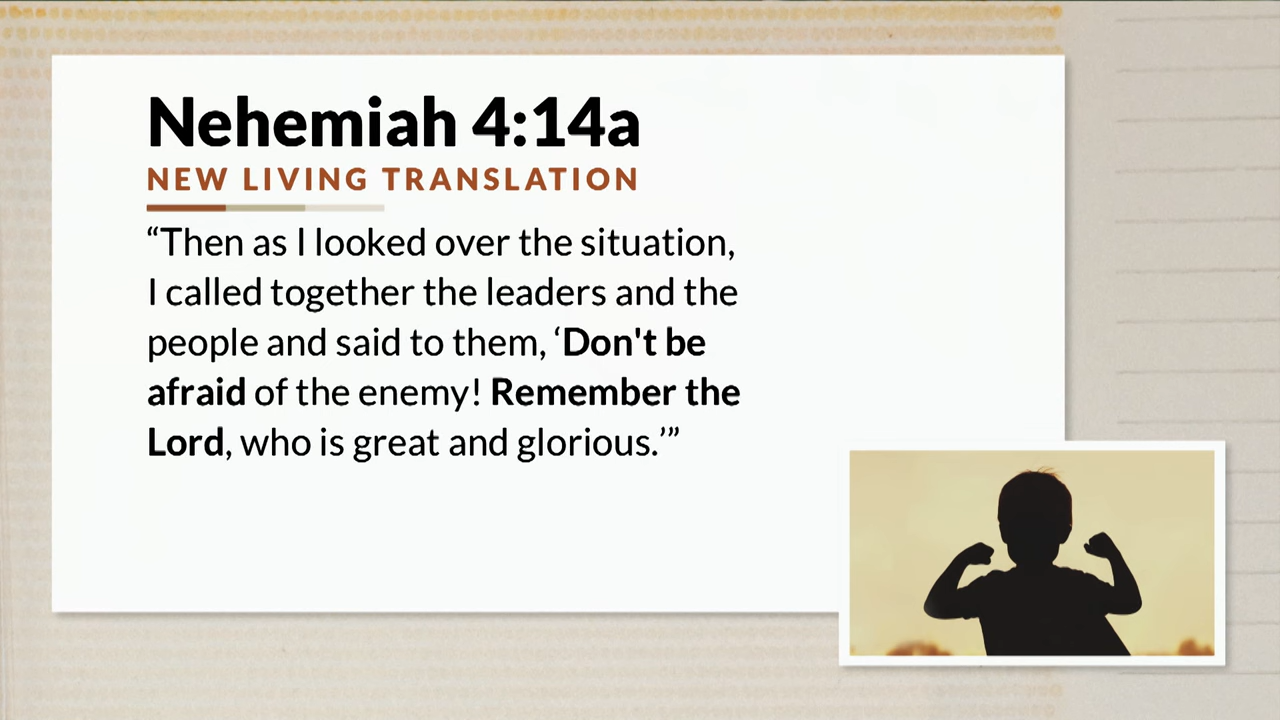 Nehemiah 4:14a
NEW LIVING TRANSLATION
“Then as I looked over the situation,
I called together the leaders and the
people and said to them, ‘Don't be
afraid of the enemy! Remember the
Lord, who is great and glorious.’”